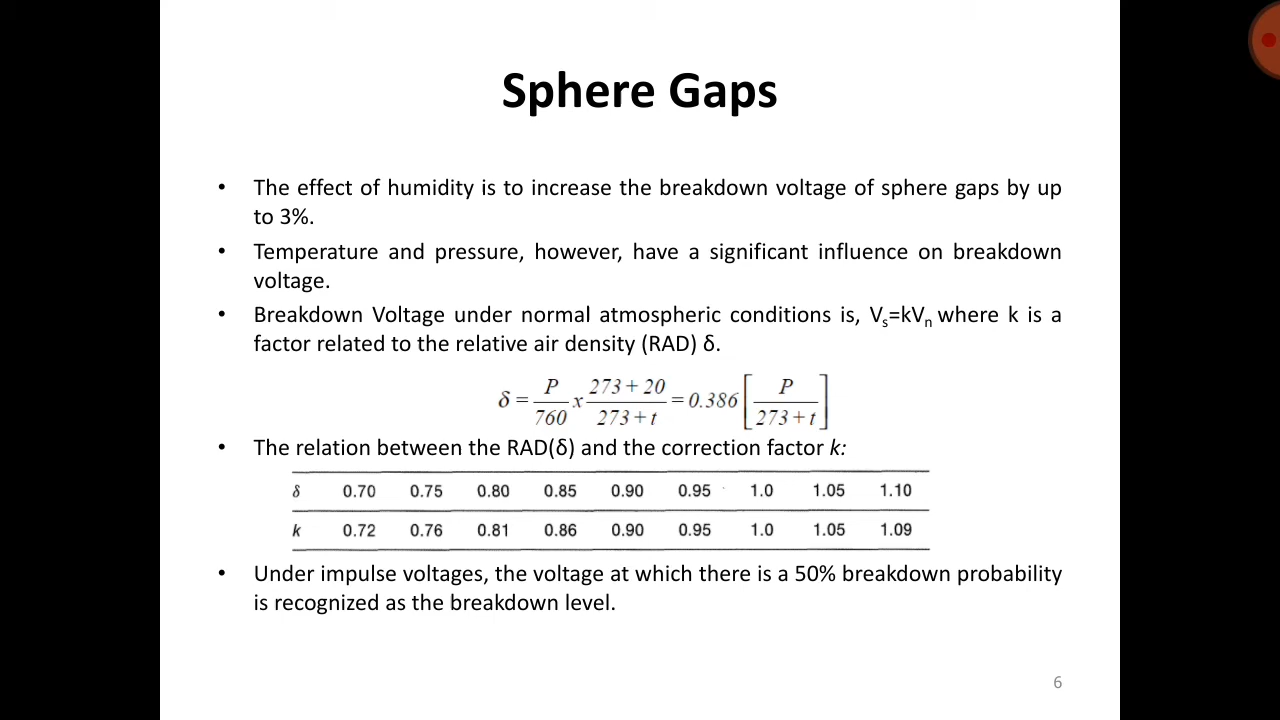 Sphere Gaps
• The effect of humidity is to increase the breakdown voltage of sphere gaps by up
to 3%.
• Temperature and pressure, however, have a significant influence on breakdown
voltage.
• Breakdown Voltage under normal atmospheric conditions is, Vₛ=kVₙ where k is a
factor related to the relative air density (RAD) δ.
δ = P/760 x (273 + 20)/(273 + t) = 0.386 [P/(273 + t)]
• The relation between the RAD(δ) and the correction factor k:
δ 0.70 0.75 0.80 0.85 0.90 0.95 1.0 1.05 1.10
k 0.72 0.76 0.81 0.86 0.90 0.95 1.0 1.05 1.09
• Under impulse voltages, the voltage at which there is a 50% breakdown probability
is recognized as the breakdown level.
6